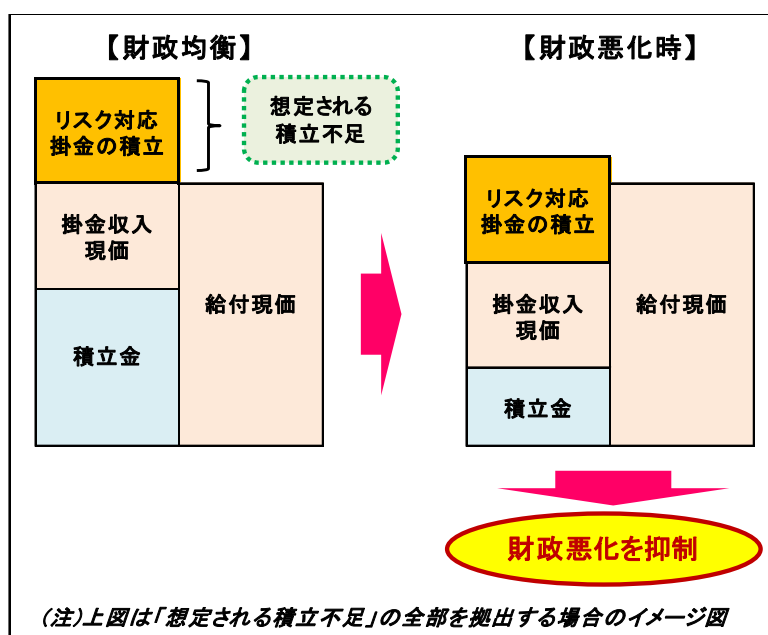 【財政均衡】
リスク対応
掛金の積立
想定される
積立不足
掛金収入
現価
積立金
給付現価
【財政悪化時】
リスク対応
掛金の積立
掛金収入
現価
積立金
給付現価
財政悪化を抑制
(注)上図は「想定される積立不足」の全部を拠出する場合のイメージ図